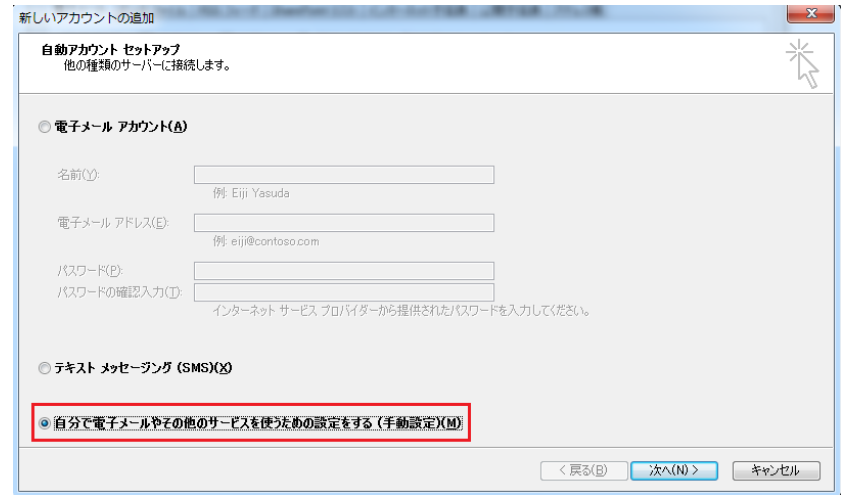 新しいアカウントの追加
自動アカウント セットアップ
他の種類のサーバーに接続します。
電子メール アカウント(A)
名前(Y):
例: Eiji Yasuda
電子メール アドレス(E):
例: eiji@contoso.com
パスワード(P):
パスワードの確認入力(T):
インターネット サービス プロバイダーから提供されたパスワードを入力してください。
テキスト メッセージング (SMS)(X)
自分で電子メールやその他のサービスを使うための設定をする (手動設定)(M)
< 戻る(B)
次へ(N) >
キャンセル